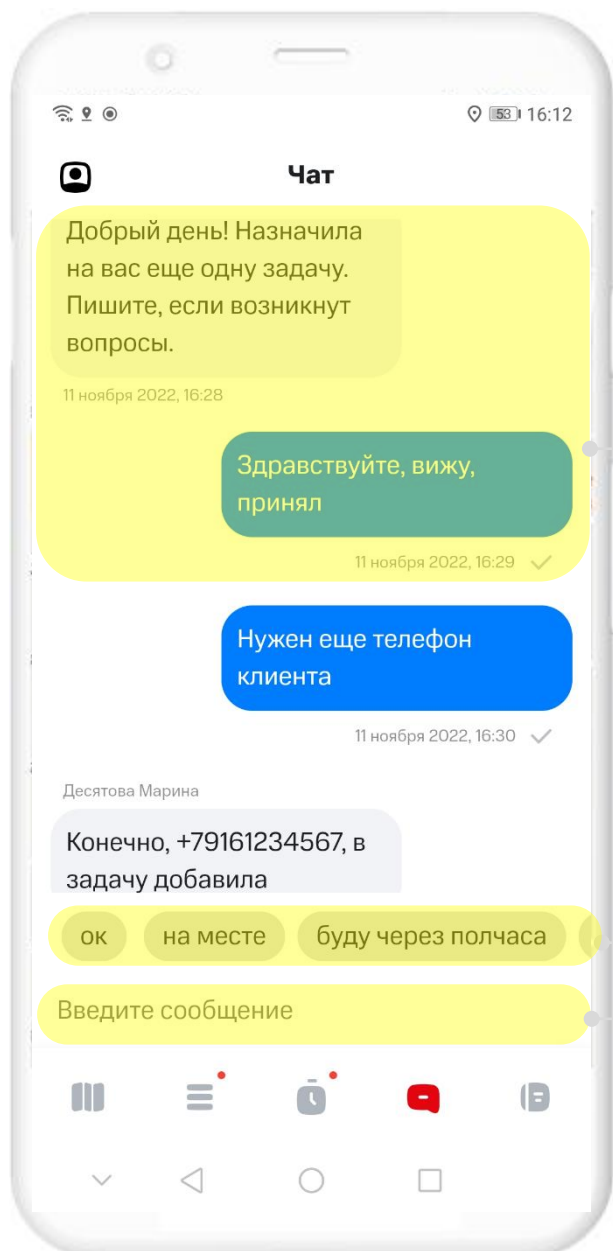 53 16:12
Чат
Добрый день! Назначила
на вас еще одну задачу.
Пишите, если возникнут
вопросы.
11 ноября 2022, 16:28
Здравствуйте, вижу,
принял
11 ноября 2022, 16:29
Нужен еще телефон
клиента
11 ноября 2022, 16:30
Десятова Марина
Конечно, +79161234567, в
задачу добавила
ок на месте буду через полчаса
Введите сообщение